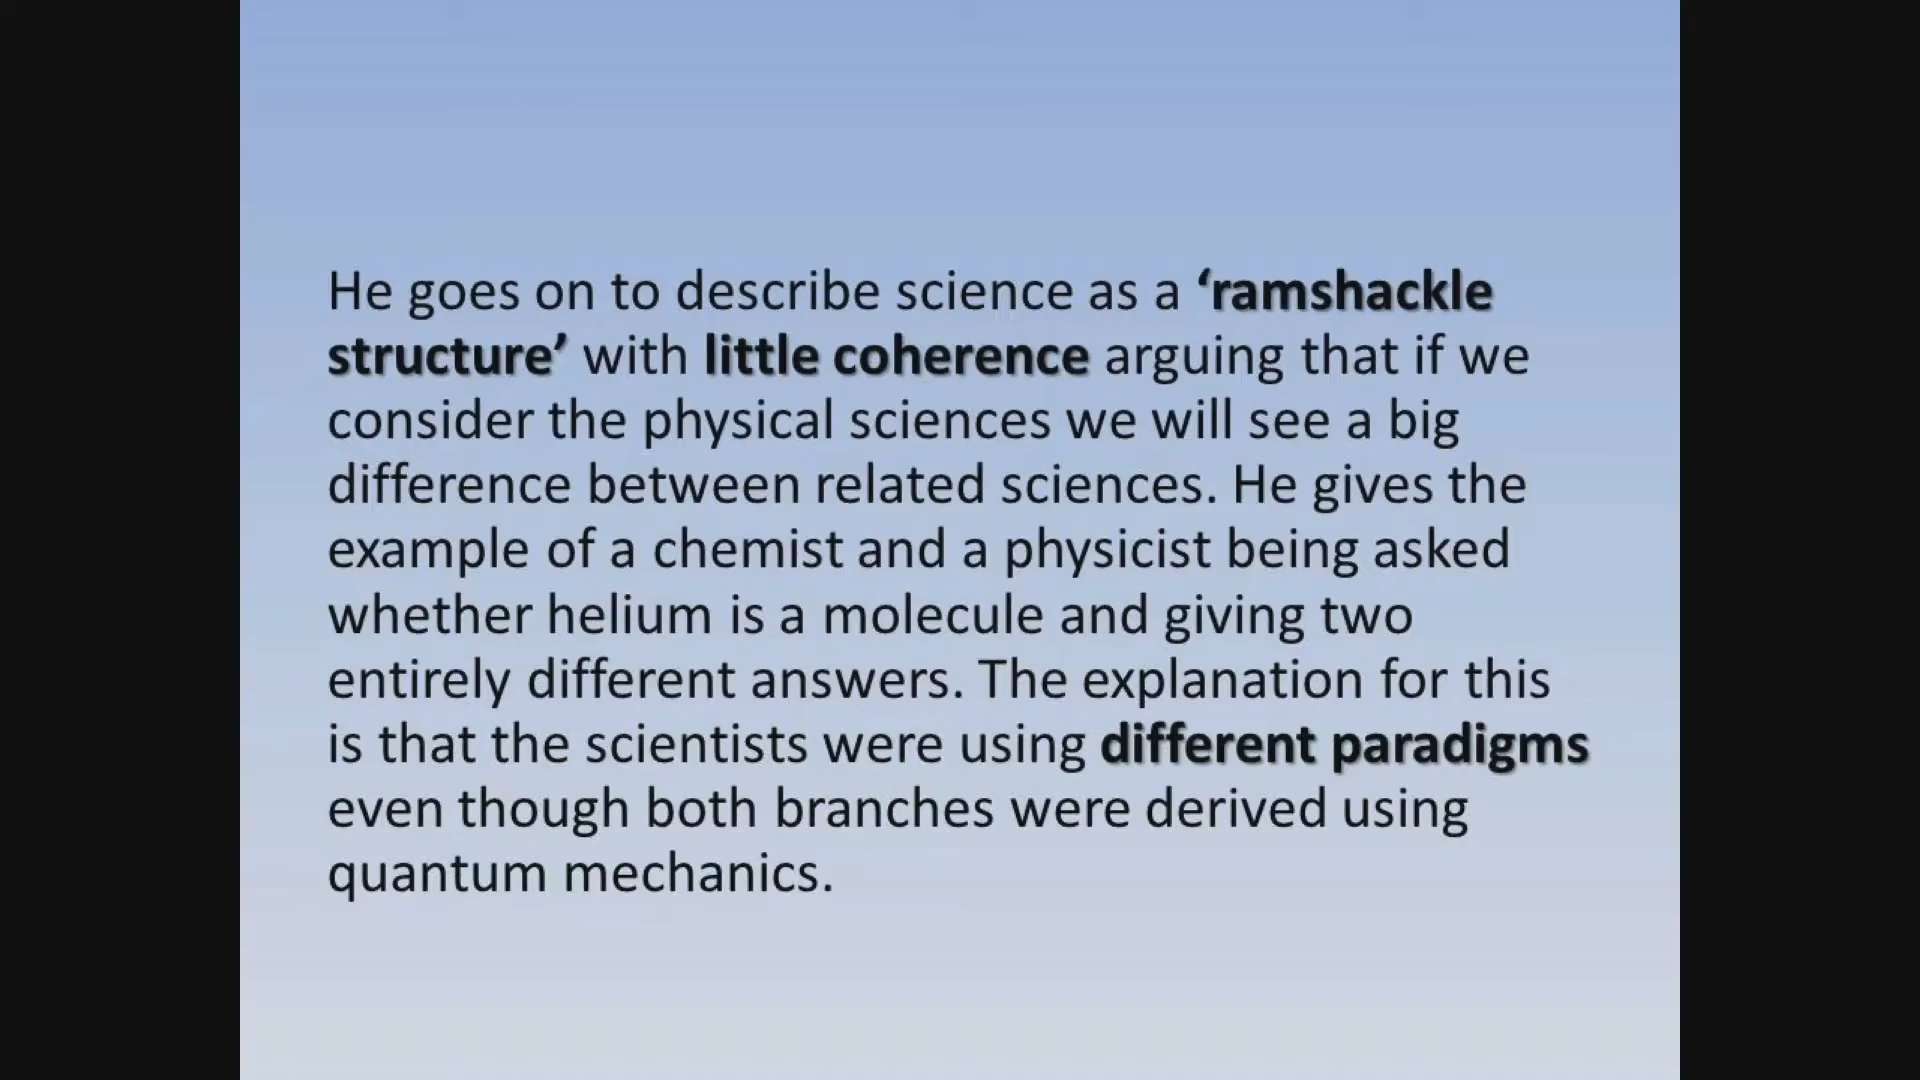 He goes on to describe science as a ‘ramshackle
structure’ with little coherence arguing that if we
consider the physical sciences we will see a big
difference between related sciences. He gives the
example of a chemist and a physicist being asked
whether helium is a molecule and giving two
entirely different answers. The explanation for this
is that the scientists were using different paradigms
even though both branches were derived using
quantum mechanics.